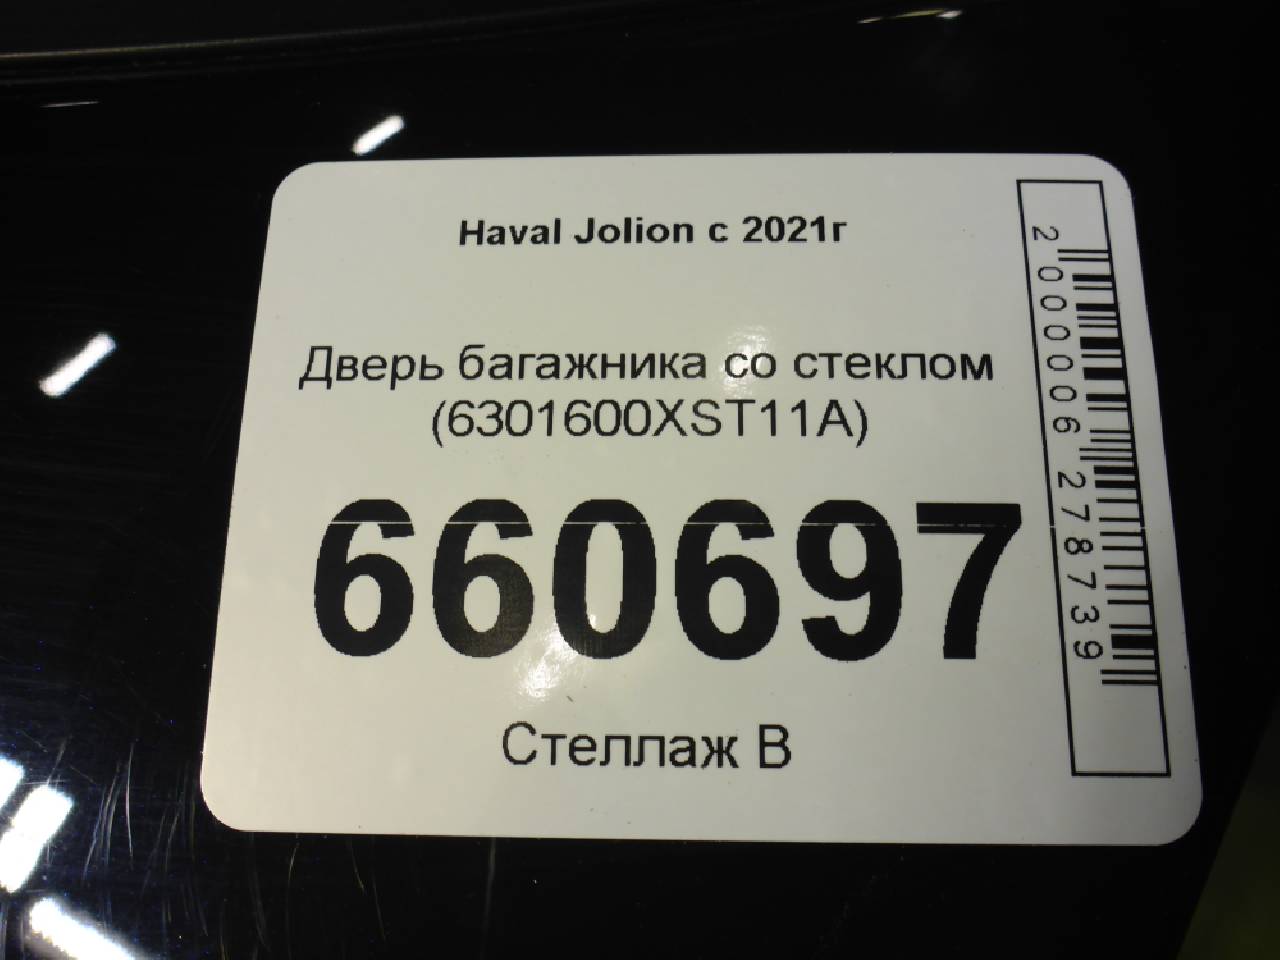 Haval Jolion с 2021г
Дверь багажника со стеклом
(6301600XST11A)
660697
Стеллаж В
2000006278739